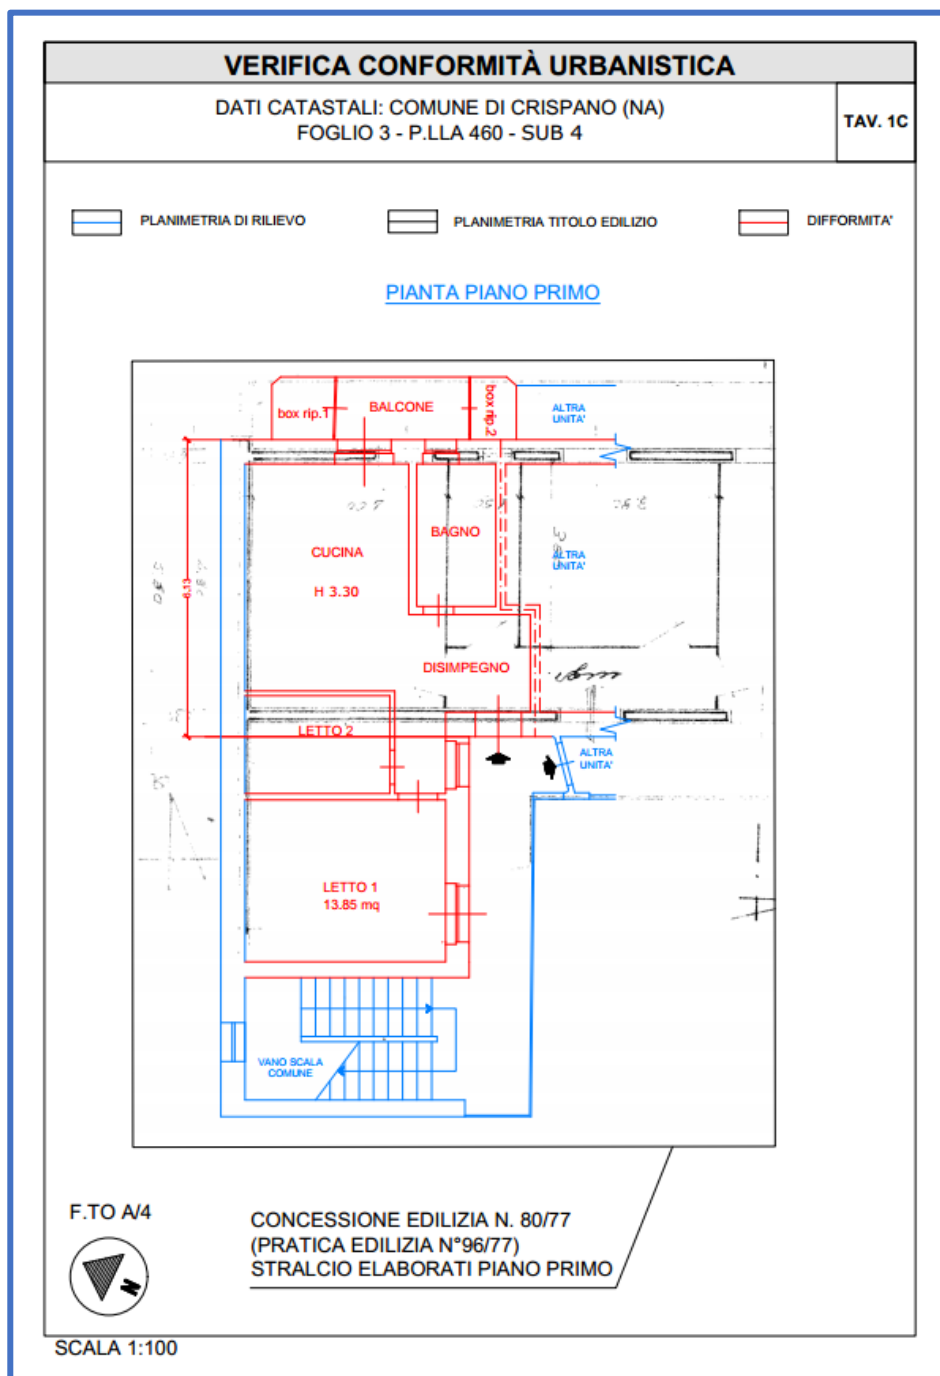 VERIFICA CONFORMITÀ URBANISTICA
DATI CATASTALI: COMUNE DI CRISPANO (NA)
FOGLIO 3 - P.LLA 460 - SUB 4
TAV. 1C
PLANIMETRIA DI RILIEVO
PLANIMETRIA TITOLO EDILIZIO
DIFFORMITA'
PIANTA PIANO PRIMO
box rip.1
BALCONE
box rip.2
ALTRA
UNITA'
BAGNO
CUCINA
H 3.30
ALTRA
UNITA'
6.13
DISIMPEGNO
LETTO 2
ALTRA
UNITA'
LETTO 1
13.85 mq
VANO SCALA
COMUNE
F.TO A/4
N
CONCESSIONE EDILIZIA N. 80/77
(PRATICA EDILIZIA N°96/77)
STRALCIO ELABORATI PIANO PRIMO
SCALA 1:100